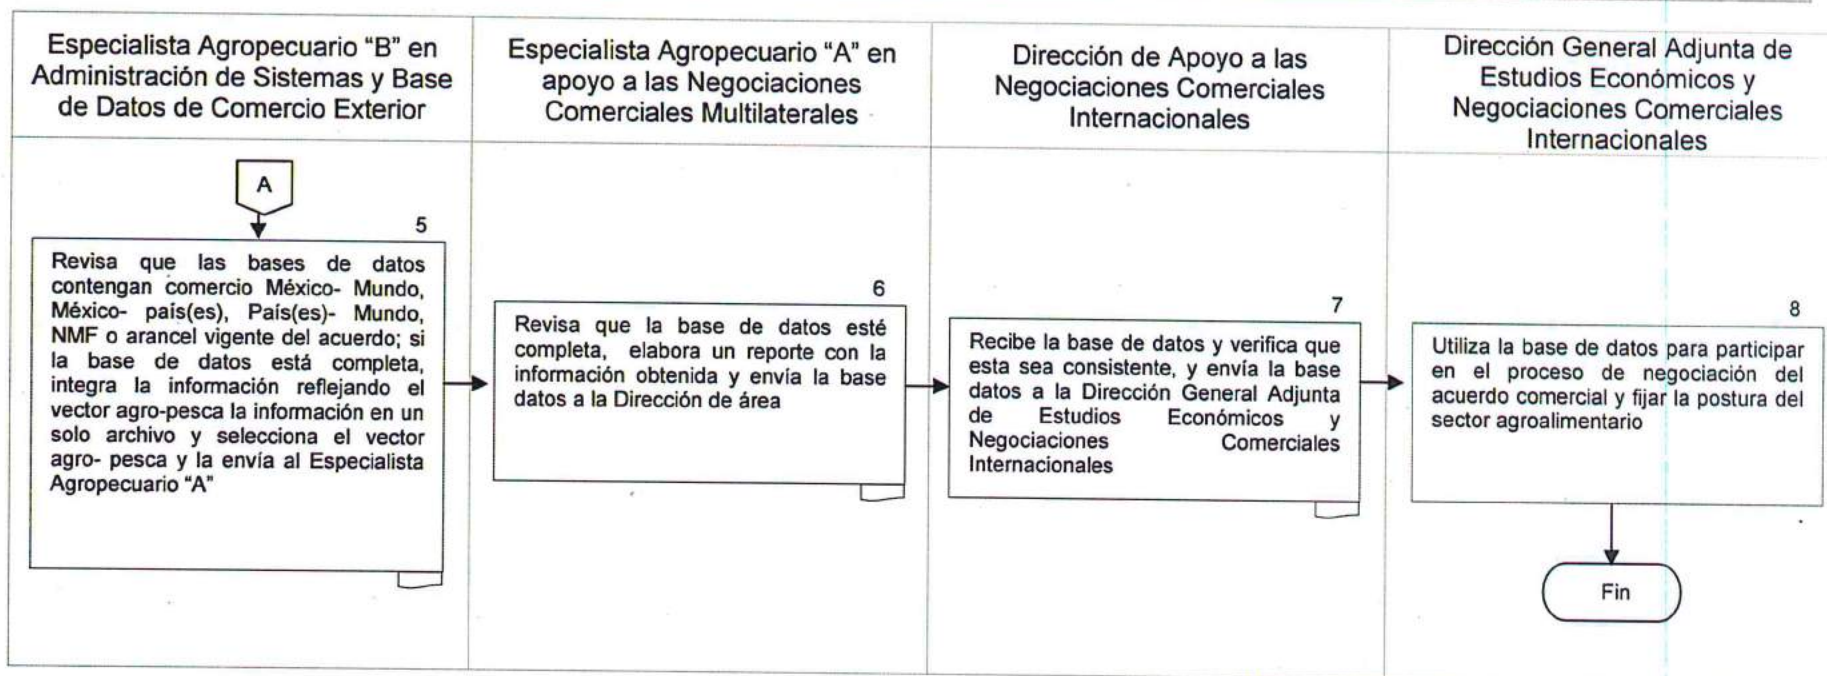 Especialista Agropecuario “B” en
Administración de Sistemas y Base
de Datos de Comercio Exterior
Especialista Agropecuario “A” en
apoyo a las Negociaciones
Comerciales Multilaterales
Dirección de Apoyo a las
Negociaciones Comerciales
Internacionales
Dirección General Adjunta de
Estudios Económicos y
Negociaciones Comerciales
Internacionales
A
5
Revisa que las bases de datos
contengan comercio México- Mundo,
México- país(es), País(es)- Mundo,
NMF o arancel vigente del acuerdo; si
la base de datos está completa,
integra la información reflejando el
vector agro-pesca la información en un
solo archivo y selecciona el vector
agro- pesca y la envía al Especialista
Agropecuario “A”
6
Revisa que la base de datos esté
completa, elabora un reporte con la
información obtenida y envía la base
datos a la Dirección de área
7
Recibe la base de datos y verifica que
esta sea consistente, y envía la base
datos a la Dirección General Adjunta
de Estudios Económicos y
Negociaciones Comerciales
Internacionales
8
Utiliza la base de datos para participar
en el proceso de negociación del
acuerdo comercial y fijar la postura del
sector agroalimentario
Fin